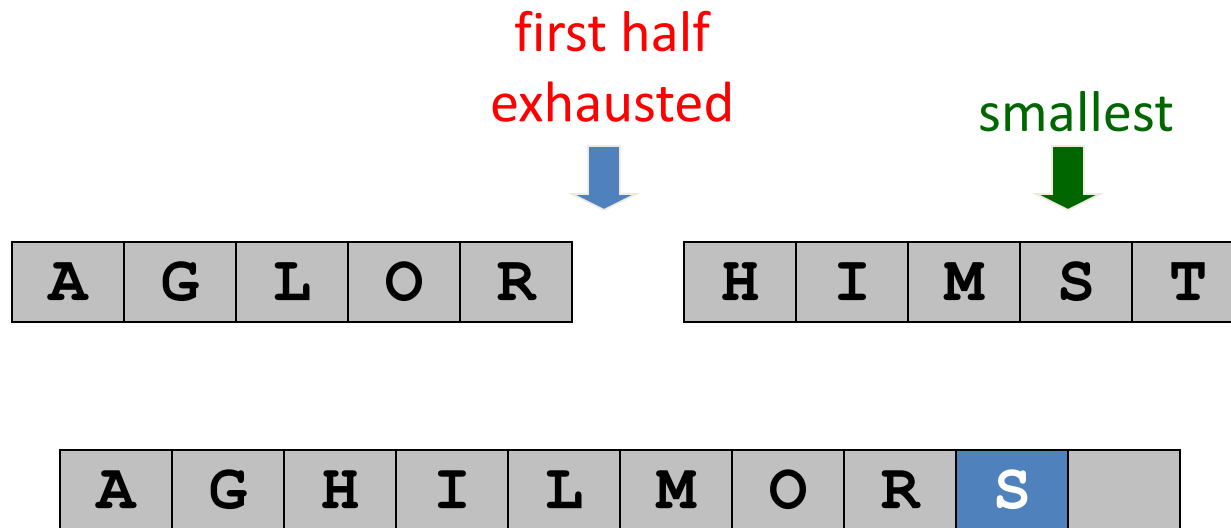 first half
exhausted
smallest
A G L O R
H I M S T
A G H I L M O R S